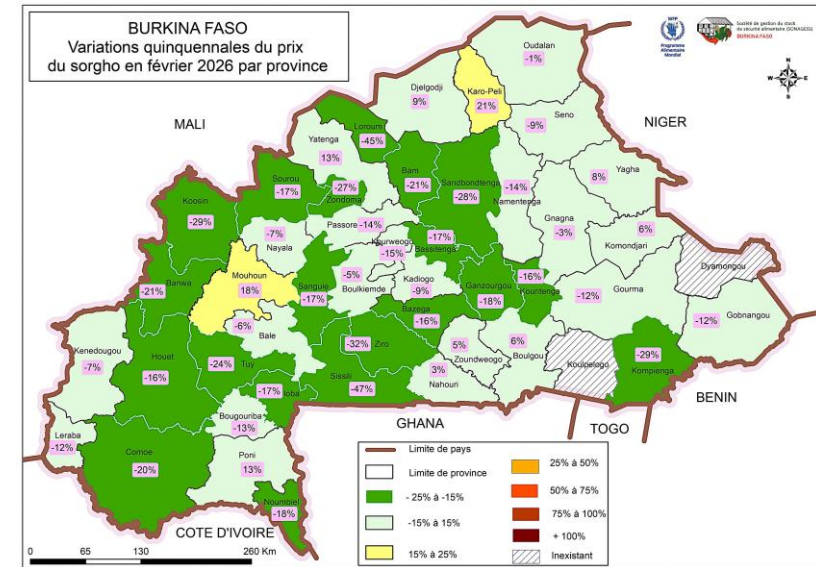 BURKINA FASO
Variations quinquennales du prix
du sorgho en février 2026 par province
WFP
Programme
Alimentaire
Mondial
Société de gestion du stock
de sécurité alimentaire (SONAGESS)
BURKINA FASO
N
W
E
S
MALI
NIGER
BENIN
TOGO
GHANA
COTE D'IVOIRE
Oudalan
-1%
Djelgodji
9%
Karo-Peli
21%
Seno
-9%
Loroum
-45%
Yatenga
13%
Yagha
8%
Sourou
-17%
Zondoma
-27%
Bam
-21%
Sandbondtenga
-28%
Namentenga
-14%
Koosin
-29%
Gnagna
-3%
Komondjari
6%
Passore
-14%
Nayala
-7%
Kourweogo
-15%
Bassitenga
-17%
Dyamongou
Mouhoun
18%
Banwa
-21%
Sanguie
-17%
Boulkiemde
-5%
Kadiogo
-9%
Ganzourgou
-18%
Kouritenga
-16%
Gourma
-12%
Gobnangou
-12%
Bale
-6%
Bazega
-16%
Kenedougou
-7%
Houet
-16%
Tuy
-24%
Ziro
-32%
Zoundweogo
5%
Boulgou
6%
Koulpelogo
Kompienga
-29%
Sissili
-47%
Nahouri
3%
Ioba
-17%
Bougouriba
-13%
Leraba
-12%
Comoe
-20%
Poni
13%
Noumbiel
-18%
Limite de pays
Limite de province
- 25% à -15%
-15% à 15%
15% à 25%
25% à 50%
50% à 75%
75% à 100%
+ 100%
Inexistant
0 65 130 260 Km